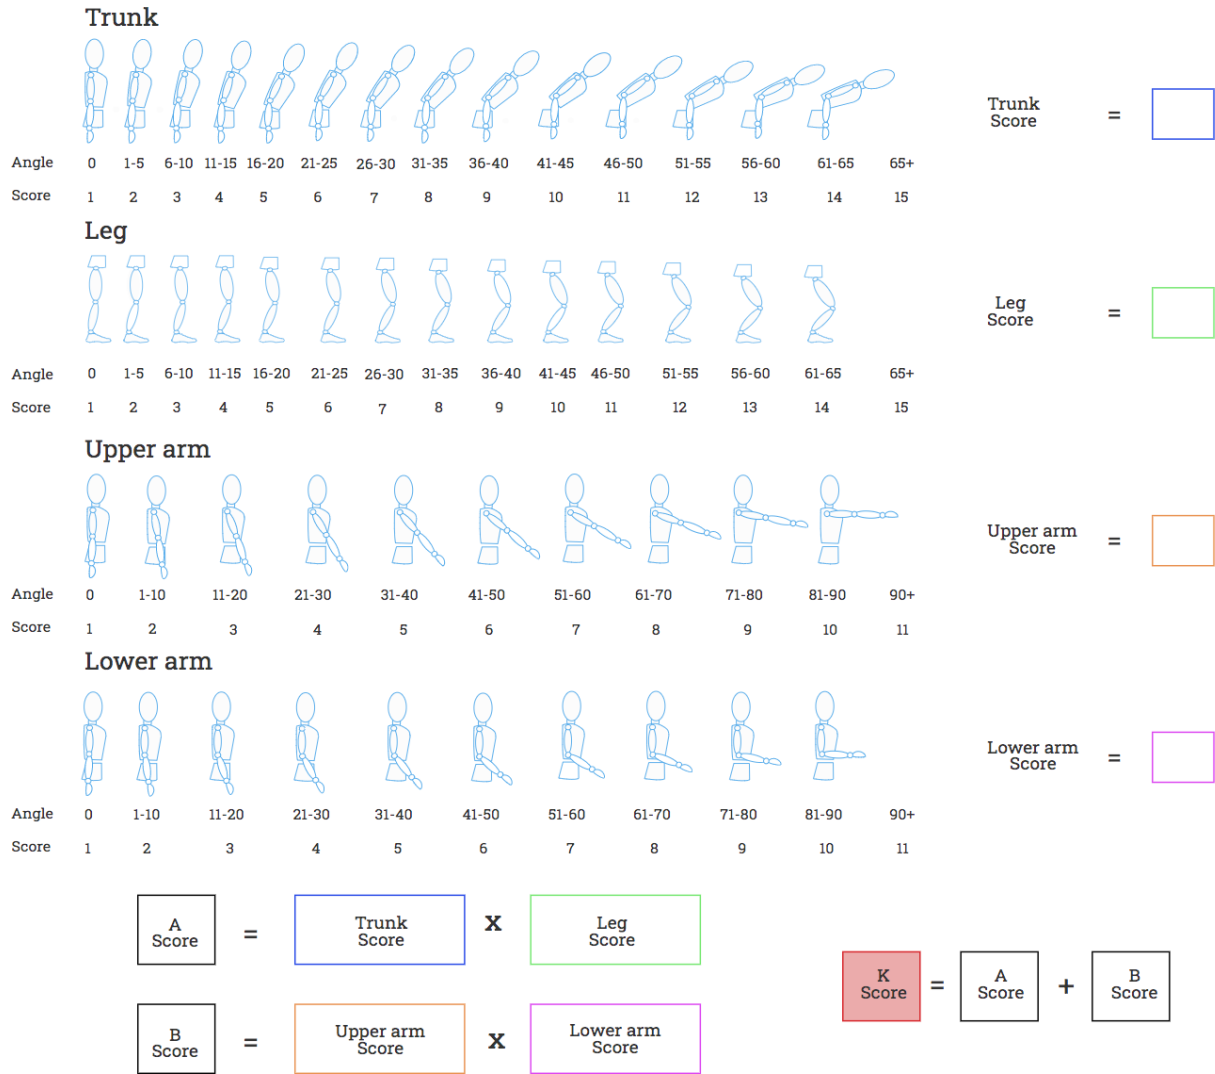 Trunk
Angle 0 1-5 6-10 11-15 16-20 21-25 26-30 31-35 36-40 41-45 46-50 51-55 56-60 61-65 65+
Score 1 2 3 4 5 6 7 8 9 10 11 12 13 14 15
Trunk
Score =
Leg
Angle 0 1-5 6-10 11-15 16-20 21-25 26-30 31-35 36-40 41-45 46-50 51-55 56-60 61-65 65+
Score 1 2 3 4 5 6 7 8 9 10 11 12 13 14 15
Leg
Score =
Upper arm
Angle 0 1-10 11-20 21-30 31-40 41-50 51-60 61-70 71-80 81-90 90+
Score 1 2 3 4 5 6 7 8 9 10 11
Upper arm
Score =
Lower arm
Angle 0 1-10 11-20 21-30 31-40 41-50 51-60 61-70 71-80 81-90 90+
Score 1 2 3 4 5 6 7 8 9 10 11
Lower arm
Score =
A
Score = Trunk
Score x Leg
Score
B
Score = Upper arm
Score x Lower arm
Score
K
Score = A
Score + B
Score